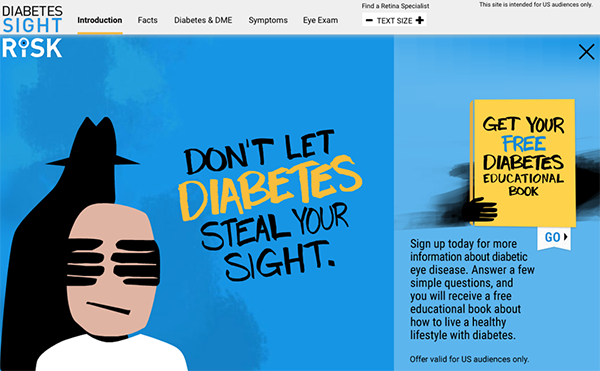 DIABETES
SIGHT
RISK
Introduction
Facts
Diabetes & DME
Symptoms
Eye Exam
Find a Retina Specialist
− TEXT SIZE +
This site is intended for US audiences only.
DON'T LET
DIABETES
STEAL YOUR
SIGHT.
GET YOUR
FREE
DIABETES
EDUCATIONAL
BOOK
GO
Sign up today for more
information about diabetic
eye disease. Answer a few
simple questions, and
you will receive a free
educational book about
how to live a healthy
lifestyle with diabetes.
Offer valid for US audiences only.